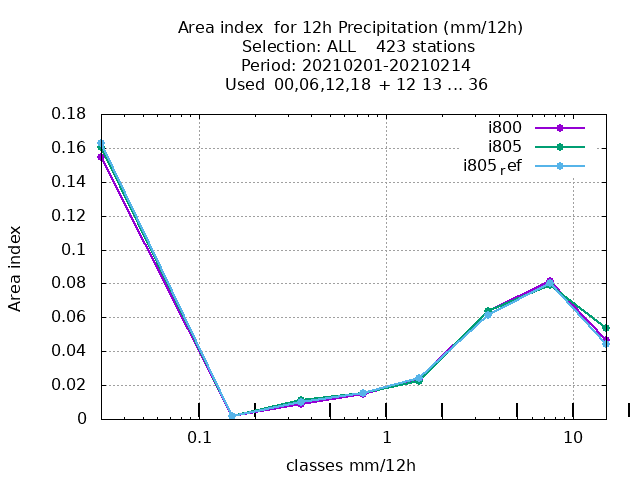 Area index  for 12h Precipitation (mm/12h)
Selection: ALL    423 stations
Period: 20210201-20210214
Used  00,06,12,18  + 12 13 ... 36
0.18
i800
0.16
i805
i805ref
0.14
0.12
0.1
0.08
0.06
0.04
0.02
0
0.1
1
10
Area index
classes mm/12h